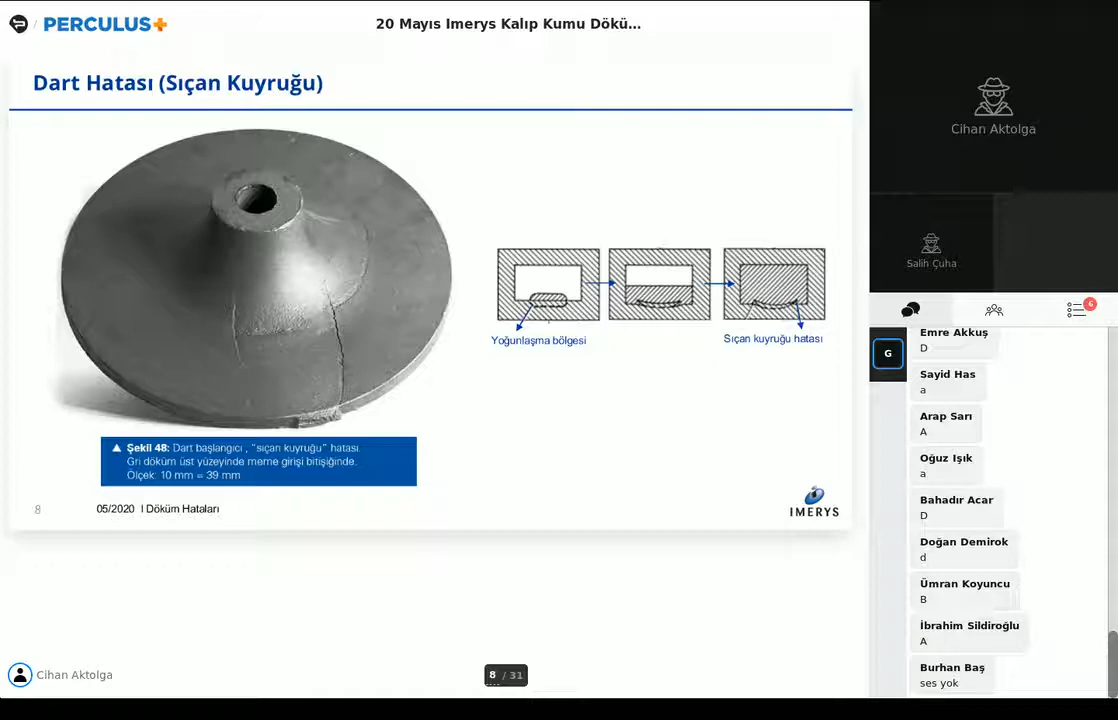 PERCULUS+
20 Mayıs Imerys Kalıp Kumu Dökü...
Dart Hatası (Sıçan Kuyruğu)
Yoğunlaşma bölgesi
Sıçan kuyruğu hatası
▲ Şekil 48: Dart başlangıcı , “sıçan kuyruğu” hatası.
Gri döküm üst yüzeyinde meme girişi bitişiğinde.
Ölçek: 10 mm = 39 mm
8
05/2020 I Döküm Hataları
IMERYS
Cihan Aktolga
8 / 31
Cihan Aktolga
Salih Çuha
6
G
Emre Akkuş
D
Sayid Has
a
Arap Sarı
A
Oğuz Işık
a
Bahadır Acar
D
Doğan Demirok
d
Ümran Koyuncu
B
İbrahim Sildiroğlu
A
Burhan Baş
ses yok